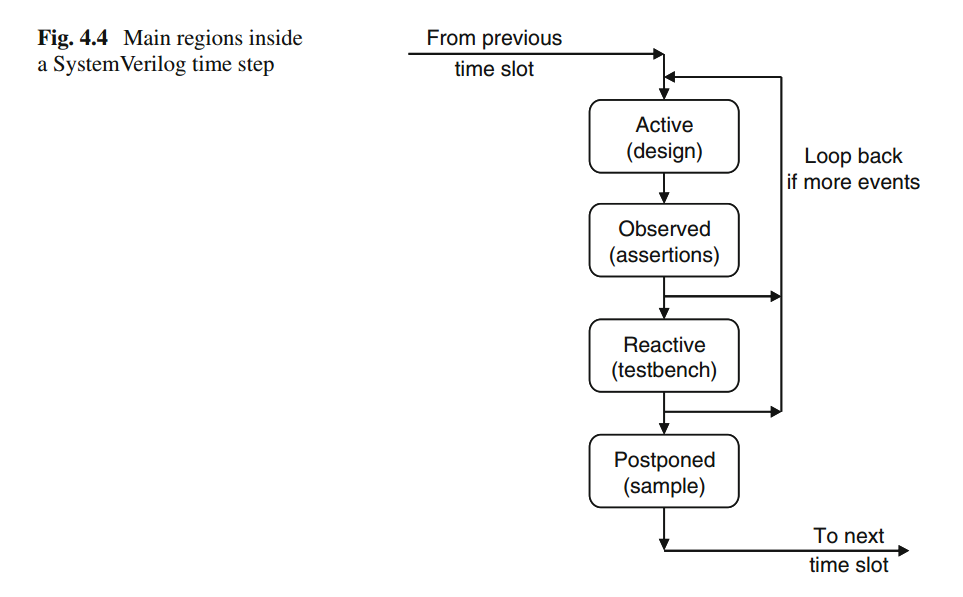 Fig. 4.4 Main regions inside
a SystemVerilog time step
From previous
time slot
Active
(design)
Loop back
if more events
Observed
(assertions)
Reactive
(testbench)
Postponed
(sample)
To next
time slot